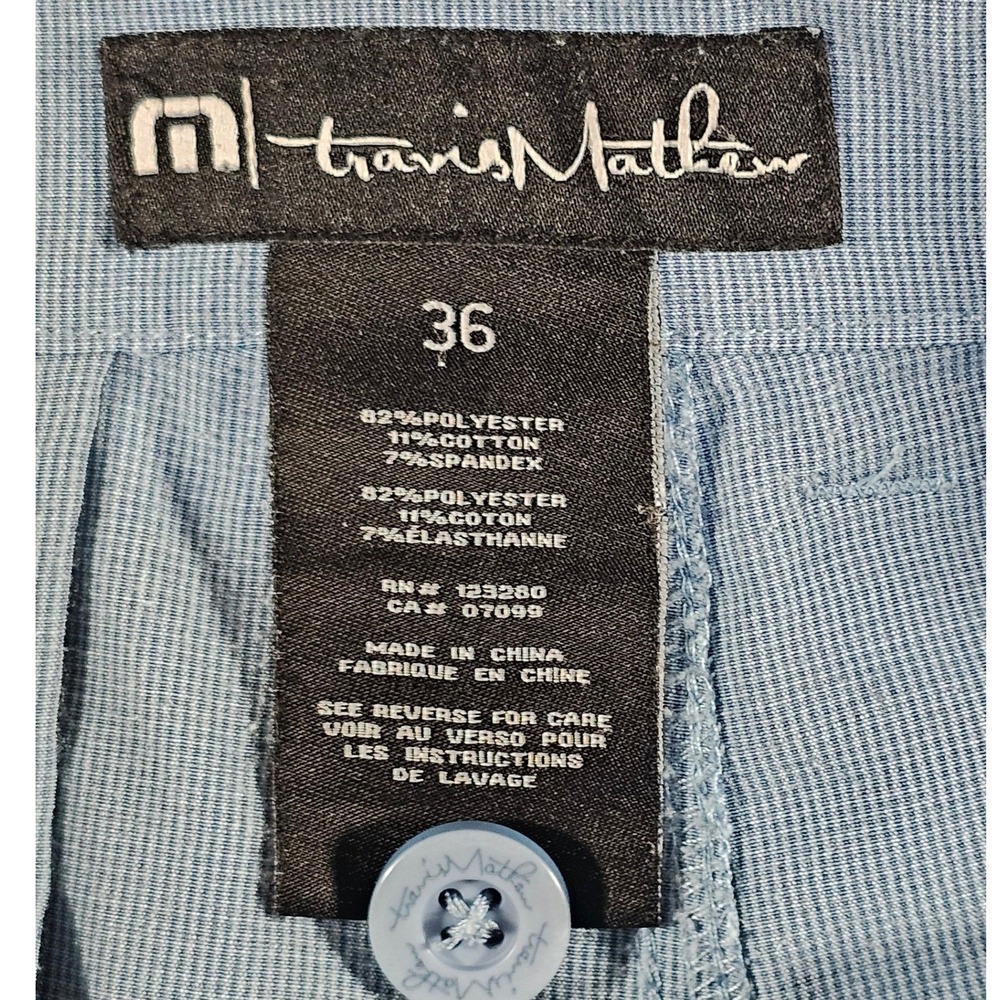 travisMathew
36
82%POLYESTER
11%COTTON
7%SPANDEX
82%POLYESTER
11%COTON
7%ÉLASTHANNE
RN# 123280
CA# 07099
MADE IN CHINA
FABRIQUE EN CHINE
SEE REVERSE FOR CARE
VOIR AU VERSO POUR
LES INSTRUCTIONS
DE LAVAGE
travisMathew
travisMathew